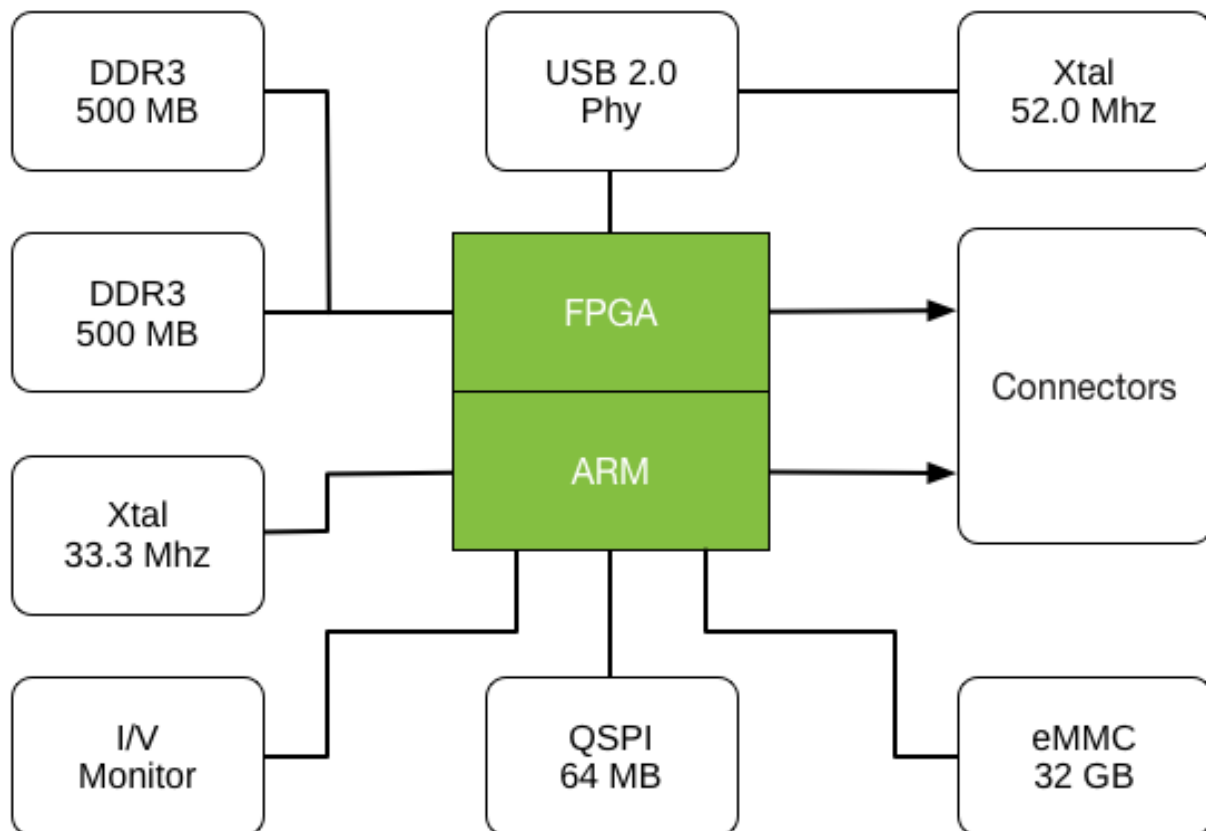 DDR3
500 MB
USB 2.0
Phy
Xtal
52.0 Mhz
DDR3
500 MB
FPGA
Connectors
ARM
Xtal
33.3 Mhz
I/V
Monitor
QSPI
64 MB
eMMC
32 GB